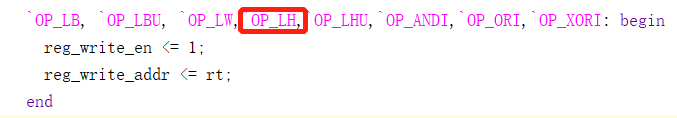 `OP_LB, `OP_LBU, `OP_LW, OP_LH, `OP_LHU,`OP_ANDI,`OP_ORI,`OP_XORI: begin
reg_write_en <= 1;
reg_write_addr <= rt;
end